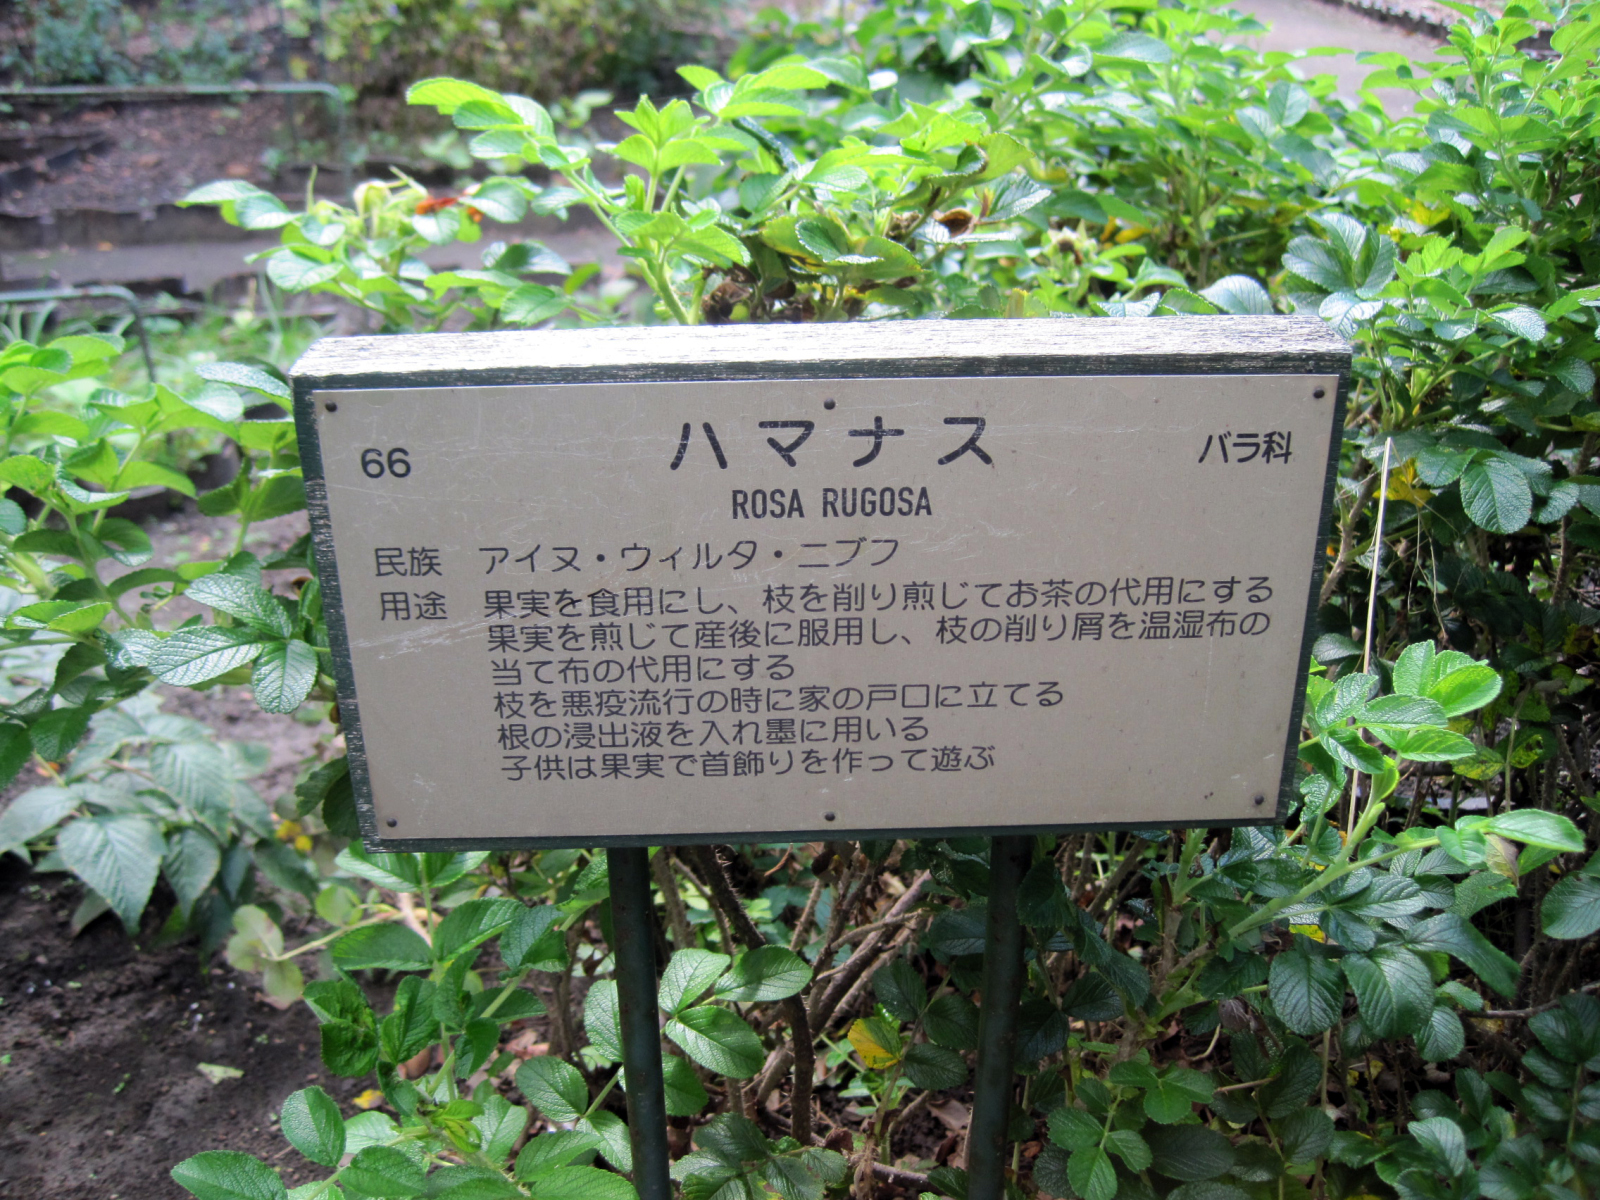 66 ハマナス バラ科
ROSA RUGOSA
民族 アイヌ・ウィルタ・ニブフ
用途 果実を食用にし、枝を削り煎じてお茶の代用にする
果実を煎じて産後に服用し、枝の削り屑を温湿布の
当て布の代用にする
枝を悪疫流行の時に家の戸口に立てる
根の浸出液を入れ墨に用いる
子供は果実で首飾りを作って遊ぶ